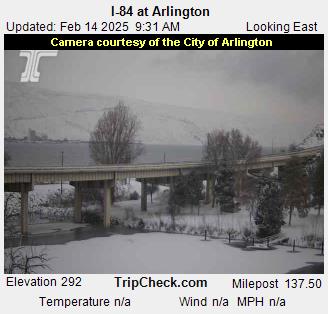 I-84 at Arlington
Updated: Feb 14 2025 9:31 AM Looking East
Camera courtesy of the City of Arlington
Elevation 292 TripCheck.com Milepost 137.50
Temperature n/a Wind n/a MPH n/a